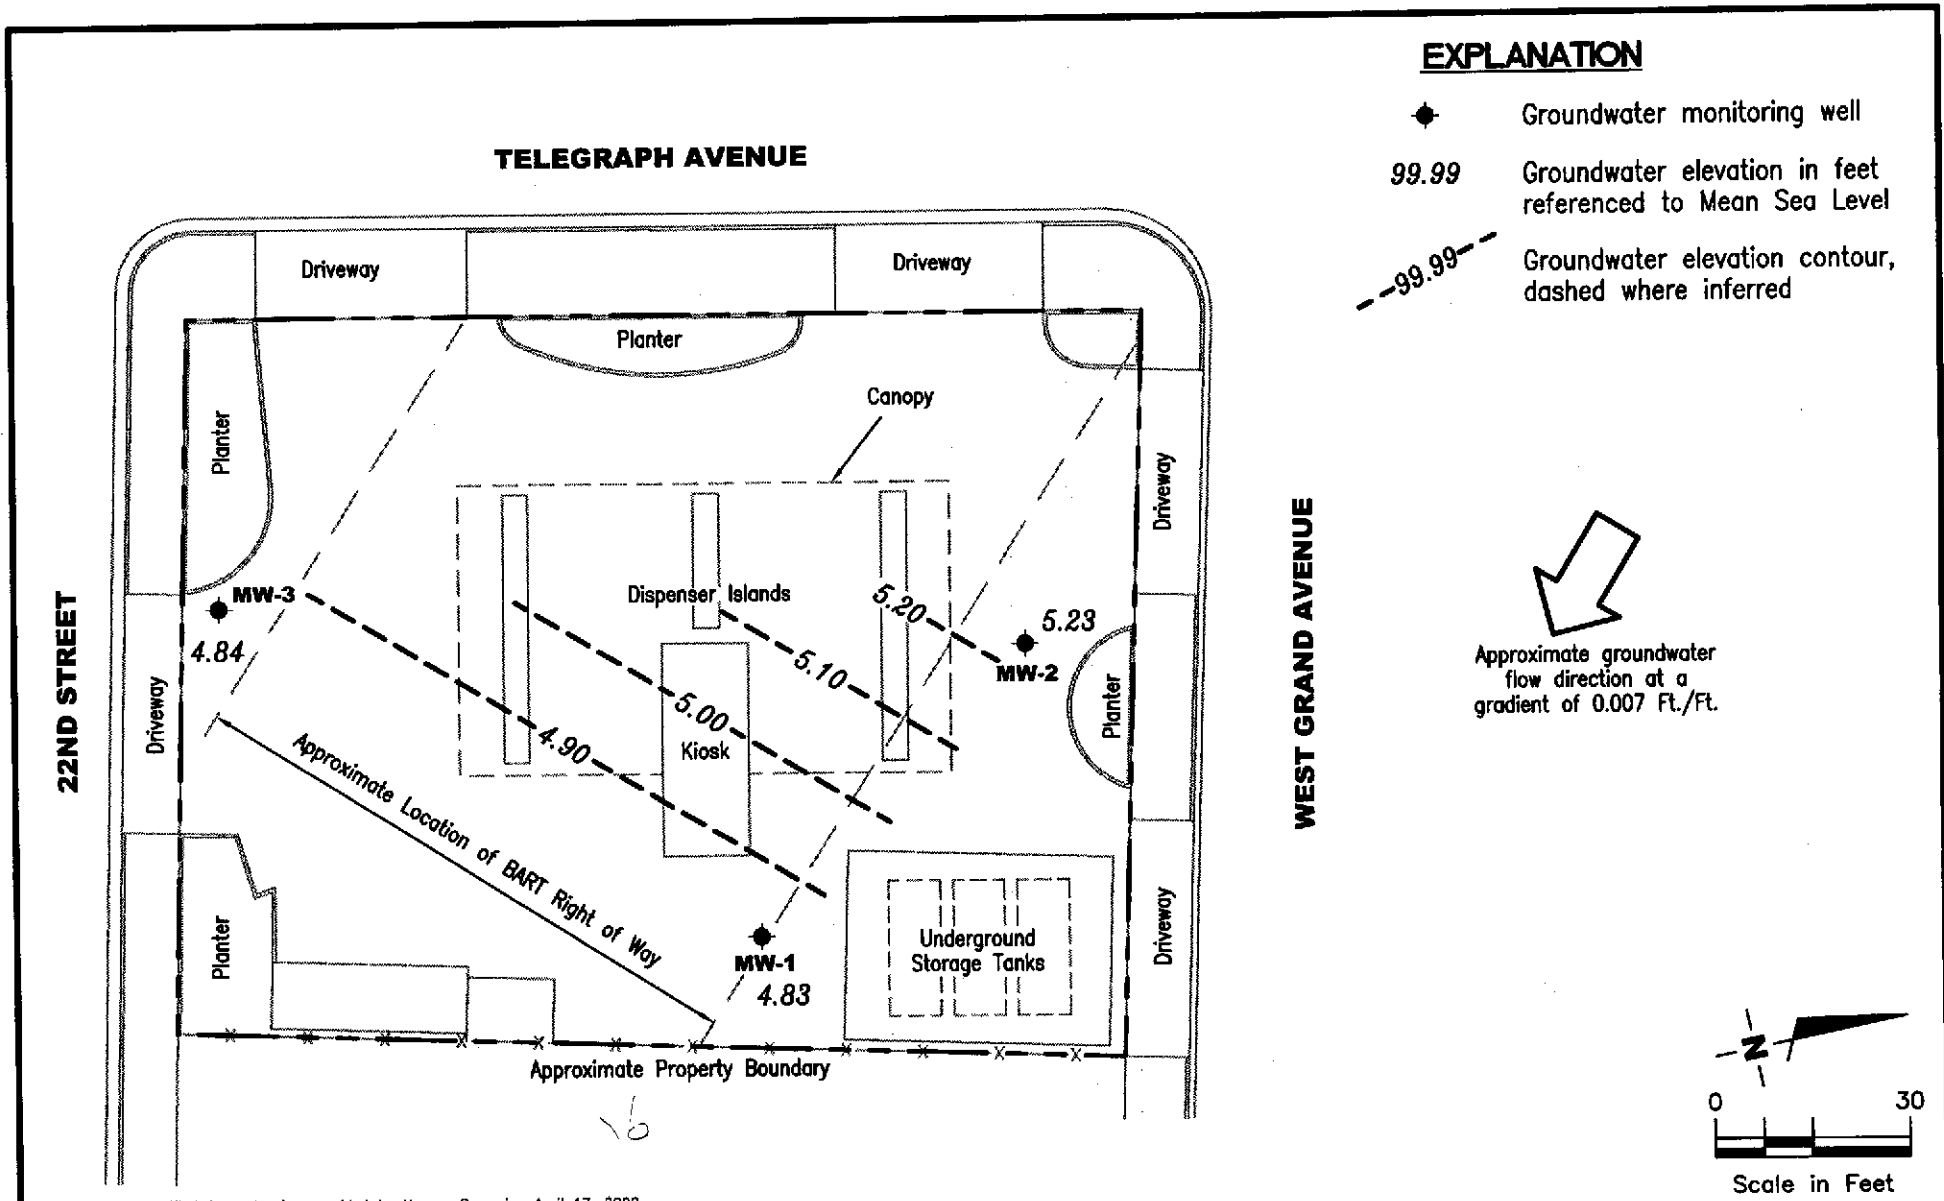 EXPLANATION
Groundwater monitoring well
99.99
Groundwater elevation in feet
referenced to Mean Sea Level
99.99
Groundwater elevation contour,
dashed where inferred
TELEGRAPH AVENUE
Driveway
Driveway
Planter
Canopy
Planter
Driveway
MW-3
4.84
Dispenser Islands
5.20
5.23
MW-2
5.10
5.00
4.90
Kiosk
Planter
22ND STREET
Driveway
WEST GRAND AVENUE
Approximate groundwater
flow direction at a
gradient of 0.007 Ft./Ft.
Approximate Location of BART Right of Way
MW-1
4.83
Underground
Storage Tanks
Driveway
Planter
Approximate Property Boundary
N
0
30
Scale in Feet